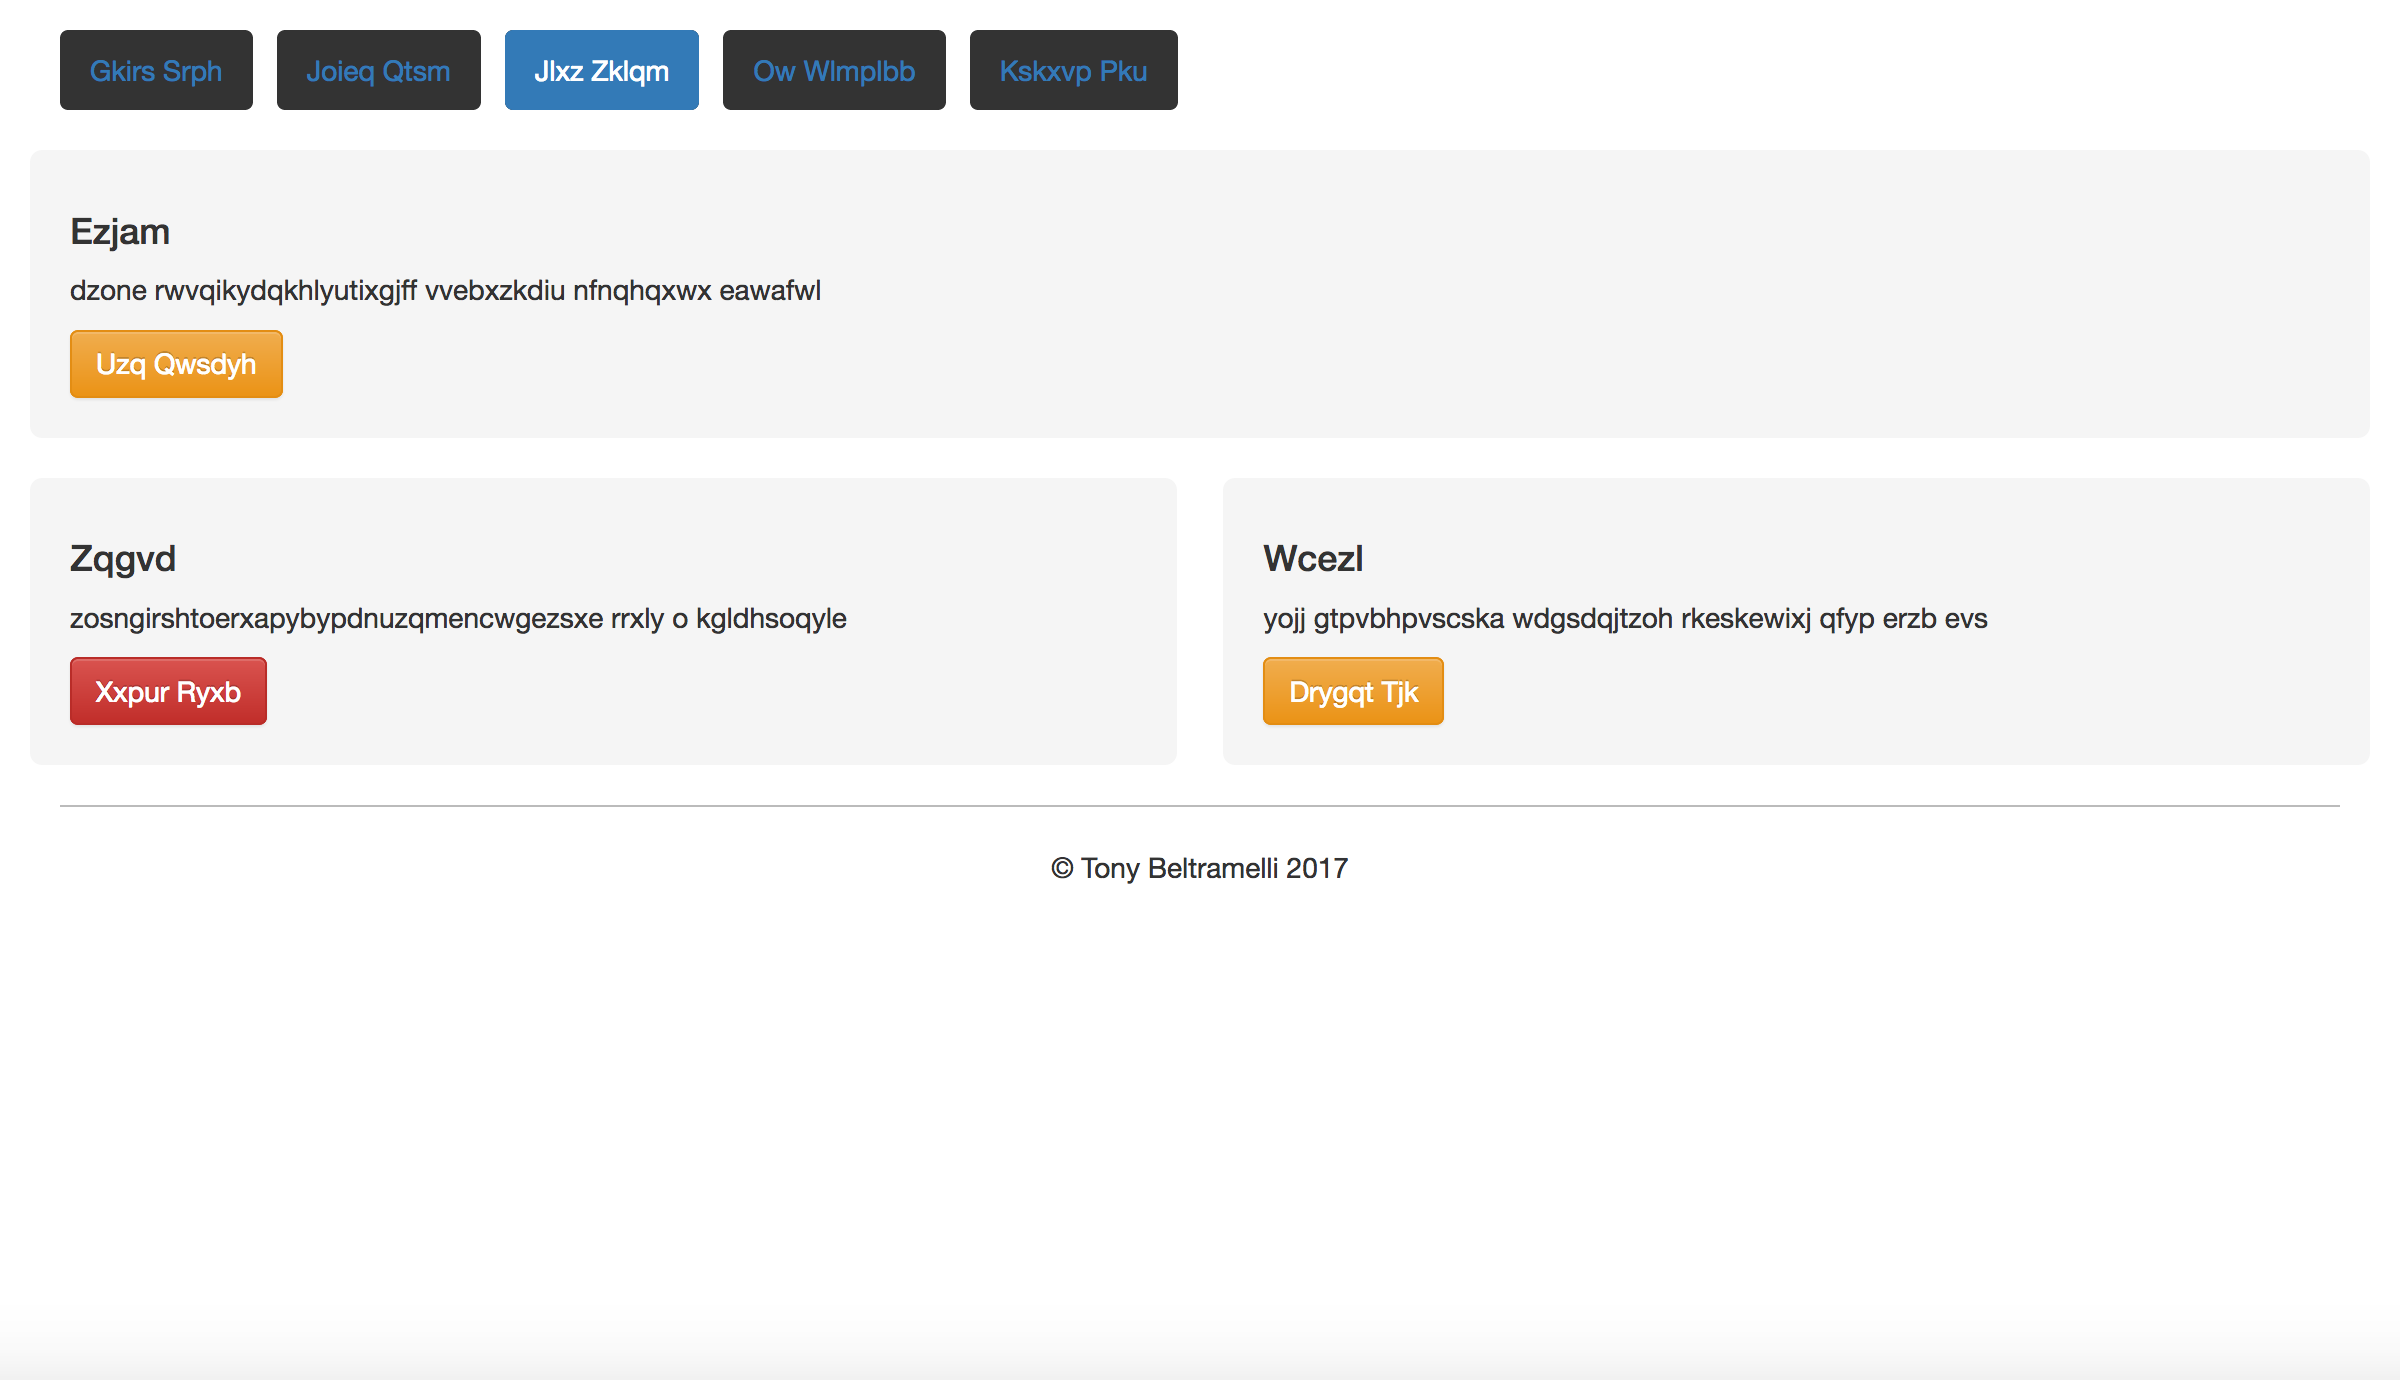 Gkirs Srph Joieq Qtsm Jlxz Zklqm Ow Wlmplbb Kskxvp Pku
Ezjam
dzone rwvqikydqkhlyutixgjff vvebxzkdiu nfnqhqxwx eawafwl
Uzq Qwsdyh
Zqgvd
zosngirshtoerxapybypdnuzqmencwgezsxe rrxly o kgldhsoqyle
Xxpur Ryxb
Wcezl
yojj gtpvbhpvscska wdgsdqjtzoh rkeskewixj qfyp erzb evs
Drygqt Tjk
© Tony Beltramelli 2017